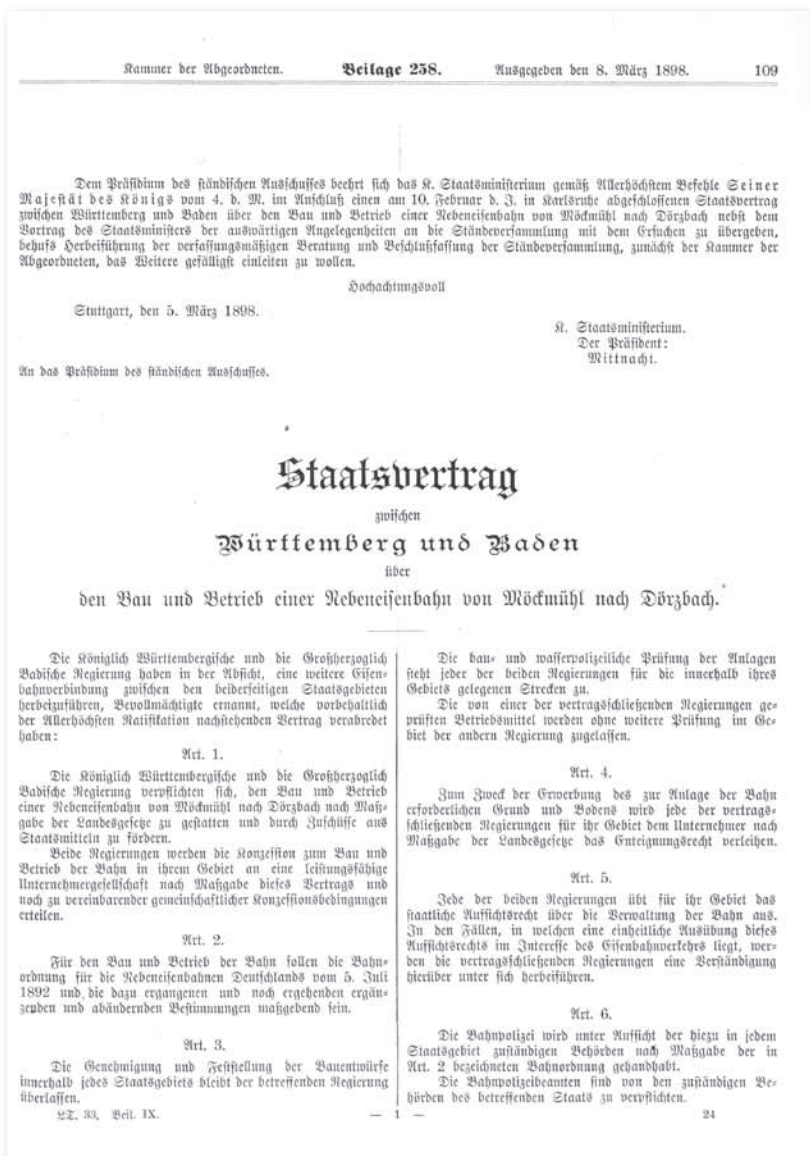 Kammer der Abgeordneten. Beilage 258. Ausgegeben den 8. März 1898. 109
Dem Präsidium des ständischen Ausschusses beehrt sich das K. Staatsministerium gemäß Allerhöchstem Befehle Seiner
Majestät des Königs vom 4. d. M. im Anschluß einen am 10. Februar d. J. in Karlsruhe abgeschlossenen Staatsvertrag
zwischen Württemberg und Baden über den Bau und Betrieb einer Nebeneisenbahn von Möckmühl nach Dörzbach nebst dem
Vortrag des Staatsministers der auswärtigen Angelegenheiten an die Ständeversammlung mit dem Ersuchen zu übergeben,
behufs Herbeiführung der verfassungsmäßigen Beratung und Beschlußfassung der Ständeversammlung, zunächst der Kammer der
Abgeordneten, das Weitere gefälligst einleiten zu wollen.
Hochachtungsvoll
Stuttgart, den 5. März 1898.
K. Staatsministerium.
Der Präsident:
Mittnacht.
An das Präsidium des ständischen Ausschusses.
Staatsvertrag
zwischen
Württemberg und Baden
über
den Bau und Betrieb einer Nebeneisenbahn von Möckmühl nach Dörzbach.
Die Königlich Württembergische und die Großherzoglich
Badische Regierung haben in der Absicht, eine weitere Eisen-
bahnverbindung zwischen den beiderseitigen Staatsgebieten
herbeizuführen, Bevollmächtigte ernannt, welche vorbehaltlich
der Allerhöchsten Ratifikation nachstehenden Vertrag verabredet
haben:
Art. 1.
Die Königlich Württembergische und die Großherzoglich
Badische Regierung verpflichten sich, den Bau und Betrieb
einer Nebeneisenbahn von Möckmühl nach Dörzbach nach Maß-
gabe der Landesgesetze zu gestatten und durch Zuschüsse aus
Staatsmitteln zu fördern.
Beide Regierungen werden die Konzession zum Bau und
Betrieb der Bahn in ihrem Gebiet an eine leistungsfähige
Unternehmergesellschaft nach Maßgabe dieses Vertrags und
noch zu vereinbarender gemeinschaftlicher Konzessionsbedingungen
erteilen.
Art. 2.
Für den Bau und Betrieb der Bahn sollen die Bahn-
ordnung für die Nebeneisenbahnen Deutschlands vom 5. Juli
1892 und die dazu ergangenen und noch ergehenden ergän-
zenden und abändernden Bestimmungen maßgebend sein.
Art. 3.
Die Genehmigung und Feststellung der Bauentwürfe
innerhalb jedes Staatsgebiets bleibt der betreffenden Regierung
überlassen.
Die bau- und wasserpolizeiliche Prüfung der Anlagen
steht jeder der beiden Regierungen für die innerhalb ihres
Gebiets gelegenen Strecken zu.
Die von einer der vertragschließenden Regierungen ge-
prüften Betriebsmittel werden ohne weitere Prüfung im Ge-
biet der andern Regierung zugelassen.
Art. 4.
Zum Zweck der Erwerbung des zur Anlage der Bahn
erforderlichen Grund und Bodens wird jede der vertrags-
schließenden Regierungen für ihr Gebiet dem Unternehmer nach
Maßgabe der Landesgesetze das Enteignungsrecht verleihen.
Art. 5.
Jede der beiden Regierungen übt für ihr Gebiet das
staatliche Aufsichtsrecht über die Verwaltung der Bahn aus.
In den Fällen, in welchen eine einheitliche Ausübung dieses
Aufsichtsrechts im Interesse des Eisenbahnverkehrs liegt, wer-
den die vertragschließenden Regierungen eine Verständigung
hierüber unter sich herbeiführen.
Art. 6.
Die Bahnpolizei wird unter Aufsicht der hiezu in jedem
Staatsgebiet zuständigen Behörden nach Maßgabe der in
Art. 2 bezeichneten Bahnordnung gehandhabt.
Die Bahnpolizeibeamten sind von den zuständigen Be-
hörden des betreffenden Staats zu verpflichten.
LT. 33. Beil. IX. — 1 — 24